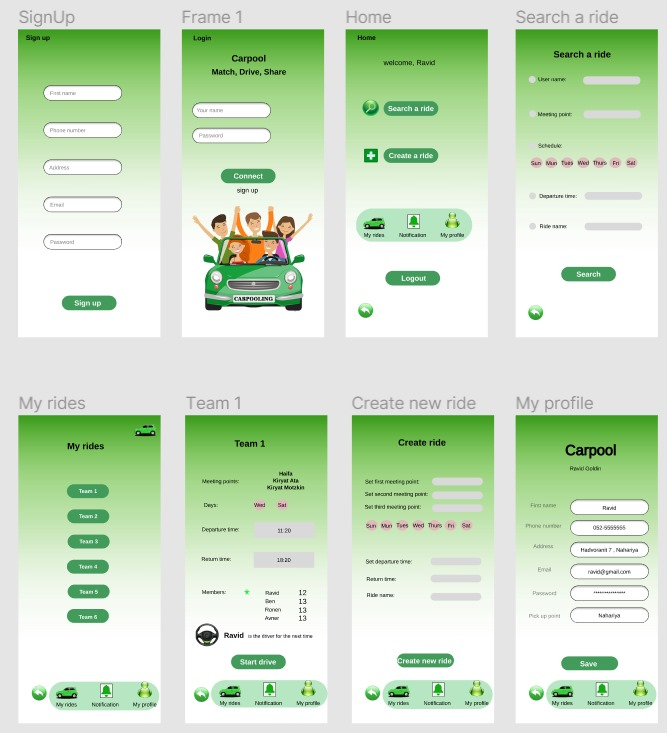 SignUp
Sign up
First name
Phone number
Address
Email
Password
Sign up
Frame 1
Login
Carpool
Match, Drive, Share
Your name
Password
Connect
sign up
CARPOOLING
Home
Home
welcome, Ravid
Search a ride
Create a ride
My rides Notification My profile
Logout
Search a ride
Search a ride
User name:
Meeting point:
Schedule:
Sun Mun Tues Wed Thurs Fri Sat
Departure time:
Ride name:
Search
My rides
My rides
Team 1
Team 2
Team 3
Team 4
Team 5
Team 6
My rides Notification My profile
Team 1
Team 1
Meeting points: Haifa
Kiryat Ata
Kiryat Motzkin
Days: Wed Sat
Departure time: 11:20
Return time: 18:20
Members: Ravid 12
Ben 13
Ronen 13
Avner 13
Ravid is the driver for the next time
Start drive
My rides Notification My profile
Create new ride
Create ride
Set first meeting point:
Set second meeting point:
Set third meeting point:
Sun Mun Tues Wed Thurs Fri Sat
Set departure time:
Return time:
Ride name:
Create new ride
My rides Notification My profile
My profile
Carpool
Ravid Goldin
First name Ravid
Phone number 052-5555555
Address Hadvoranit 7 , Nahariya
Email ravid@gmail.com
Password ***************
Pick up point Nahariya
Save
My rides Notification My profile